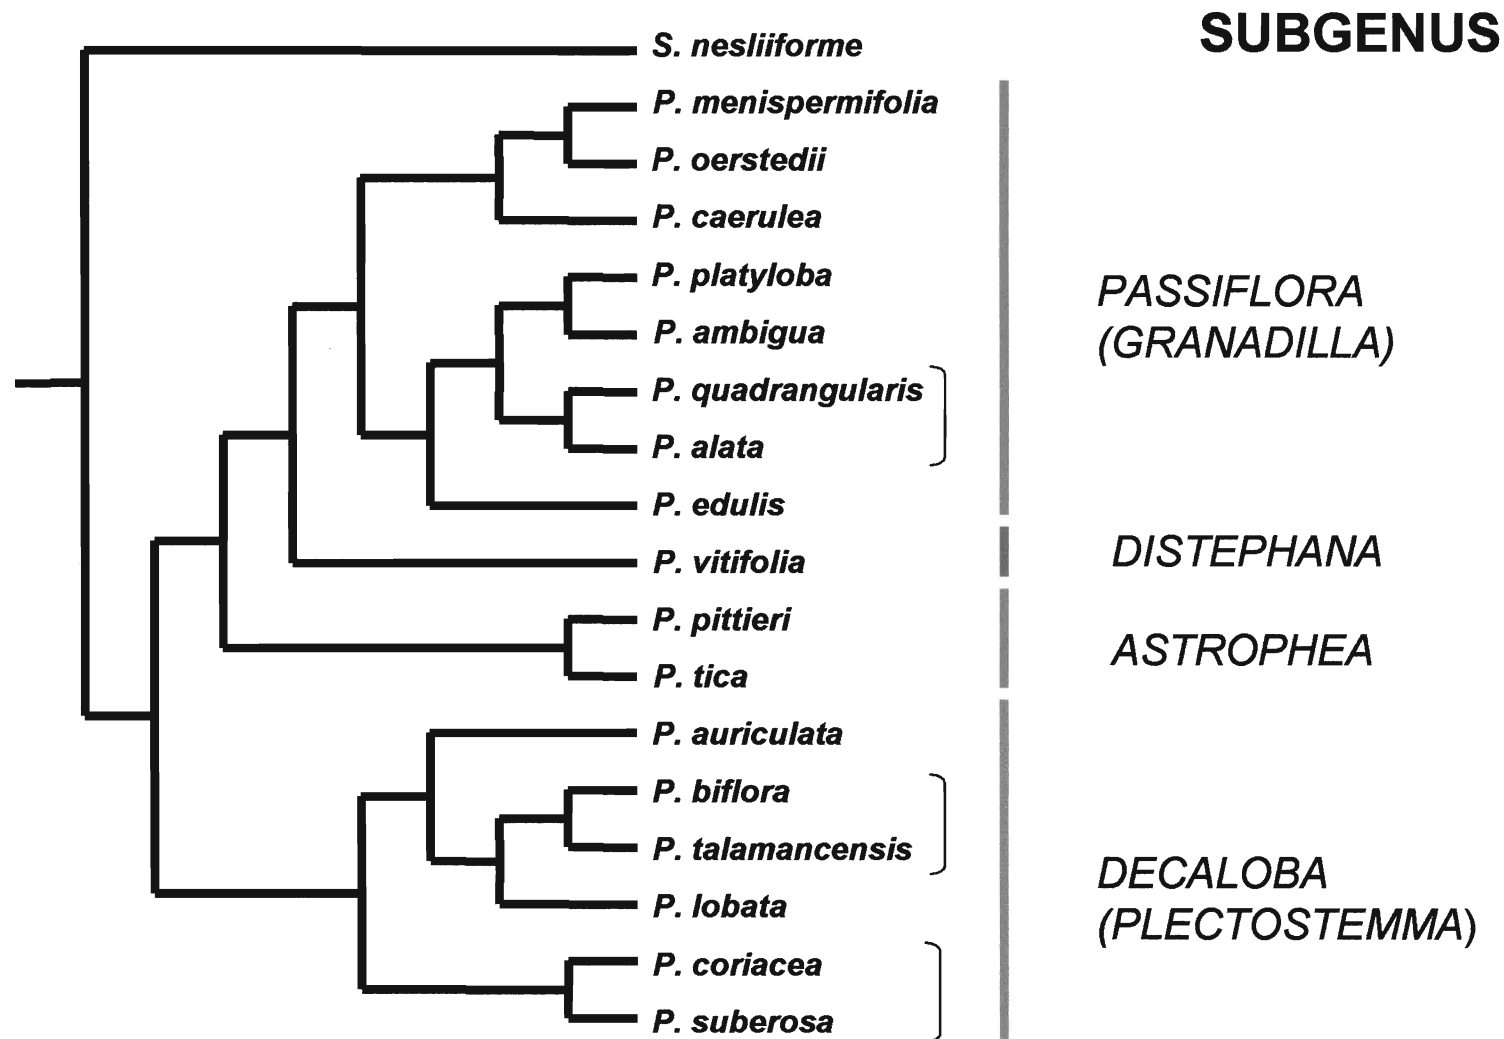 SUBGENUS
S. nesliiforme
P. menispermifolia
P. oerstedii
P. caerulea
P. platyloba
P. ambigua
P. quadrangularis
P. alata
P. edulis
P. vitifolia
P. pittieri
P. tica
P. auriculata
P. biflora
P. talamancensis
P. lobata
P. coriacea
P. suberosa
PASSIFLORA
(GRANADILLA)
DISTEPHANA
ASTROPHEA
DECALOBA
(PLECTOSTEMMA)